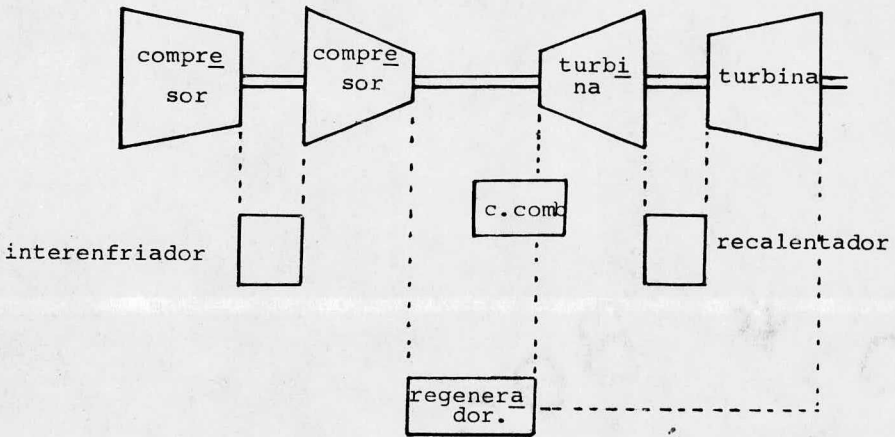 compre
sor
compre
sor
turbi
na
turbina
c.comb
interenfriador
recalentador
regenera
dor.